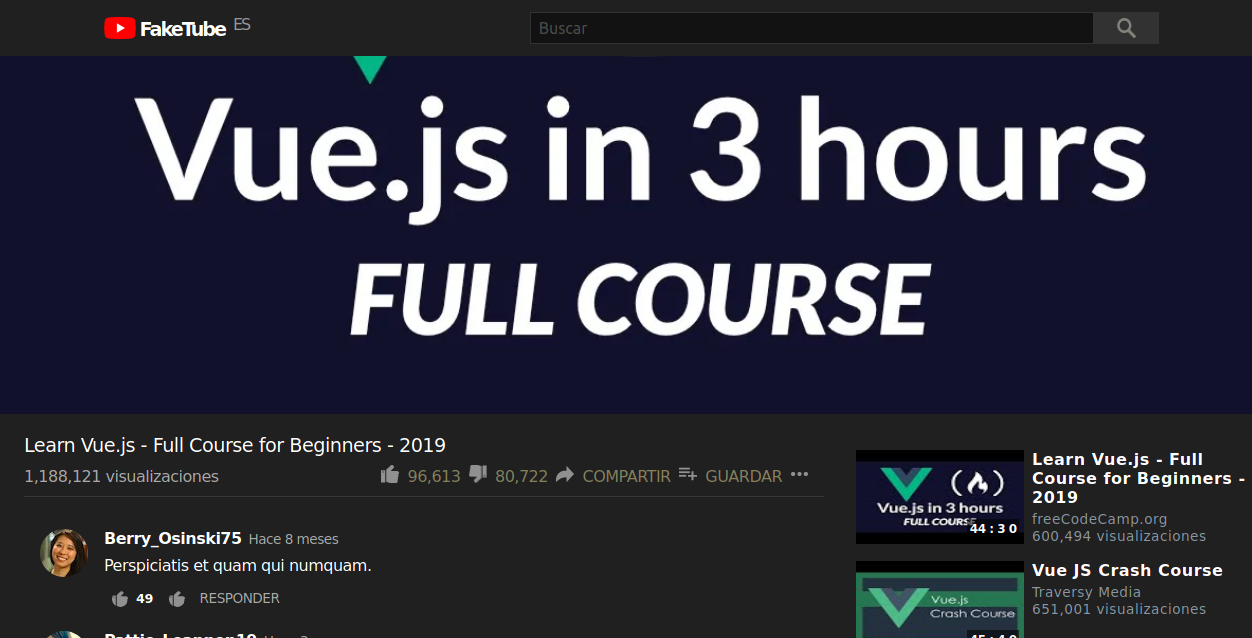 FakeTube ES
Buscar
Vue.js in 3 hours
FULL COURSE
Learn Vue.js - Full Course for Beginners - 2019
1,188,121 visualizaciones
96,613 80,722 COMPARTIR GUARDAR
Berry_Osinski75 Hace 8 meses
Perspiciatis et quam qui numquam.
49 RESPONDER
Vue.js in 3 hours
FULL COURSE
44:30
Learn Vue.js - Full
Course for Beginners -
2019
freeCodeCamp.org
600,494 visualizaciones
Vue.js
Crash Course
Vue JS Crash Course
Traversy Media
651,001 visualizaciones